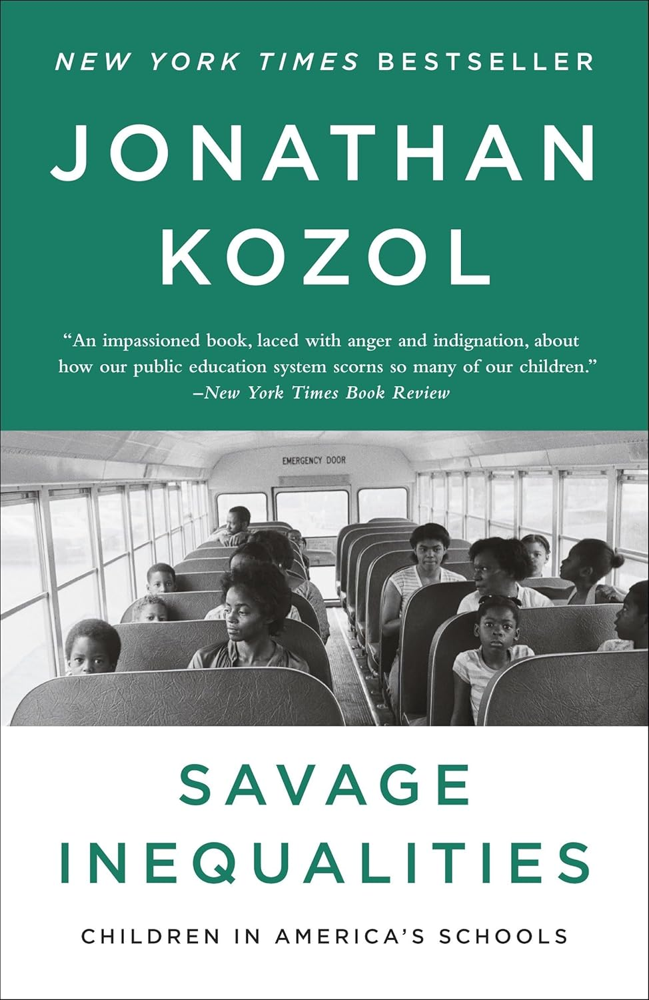 NEW YORK TIMES BESTSELLER
JONATHAN
KOZOL
“An impassioned book, laced with anger and indignation, about
how our public education system scorns so many of our children.”
–New York Times Book Review
EMERGENCY DOOR
SAVAGE
INEQUALITIES
CHILDREN IN AMERICA’S SCHOOLS